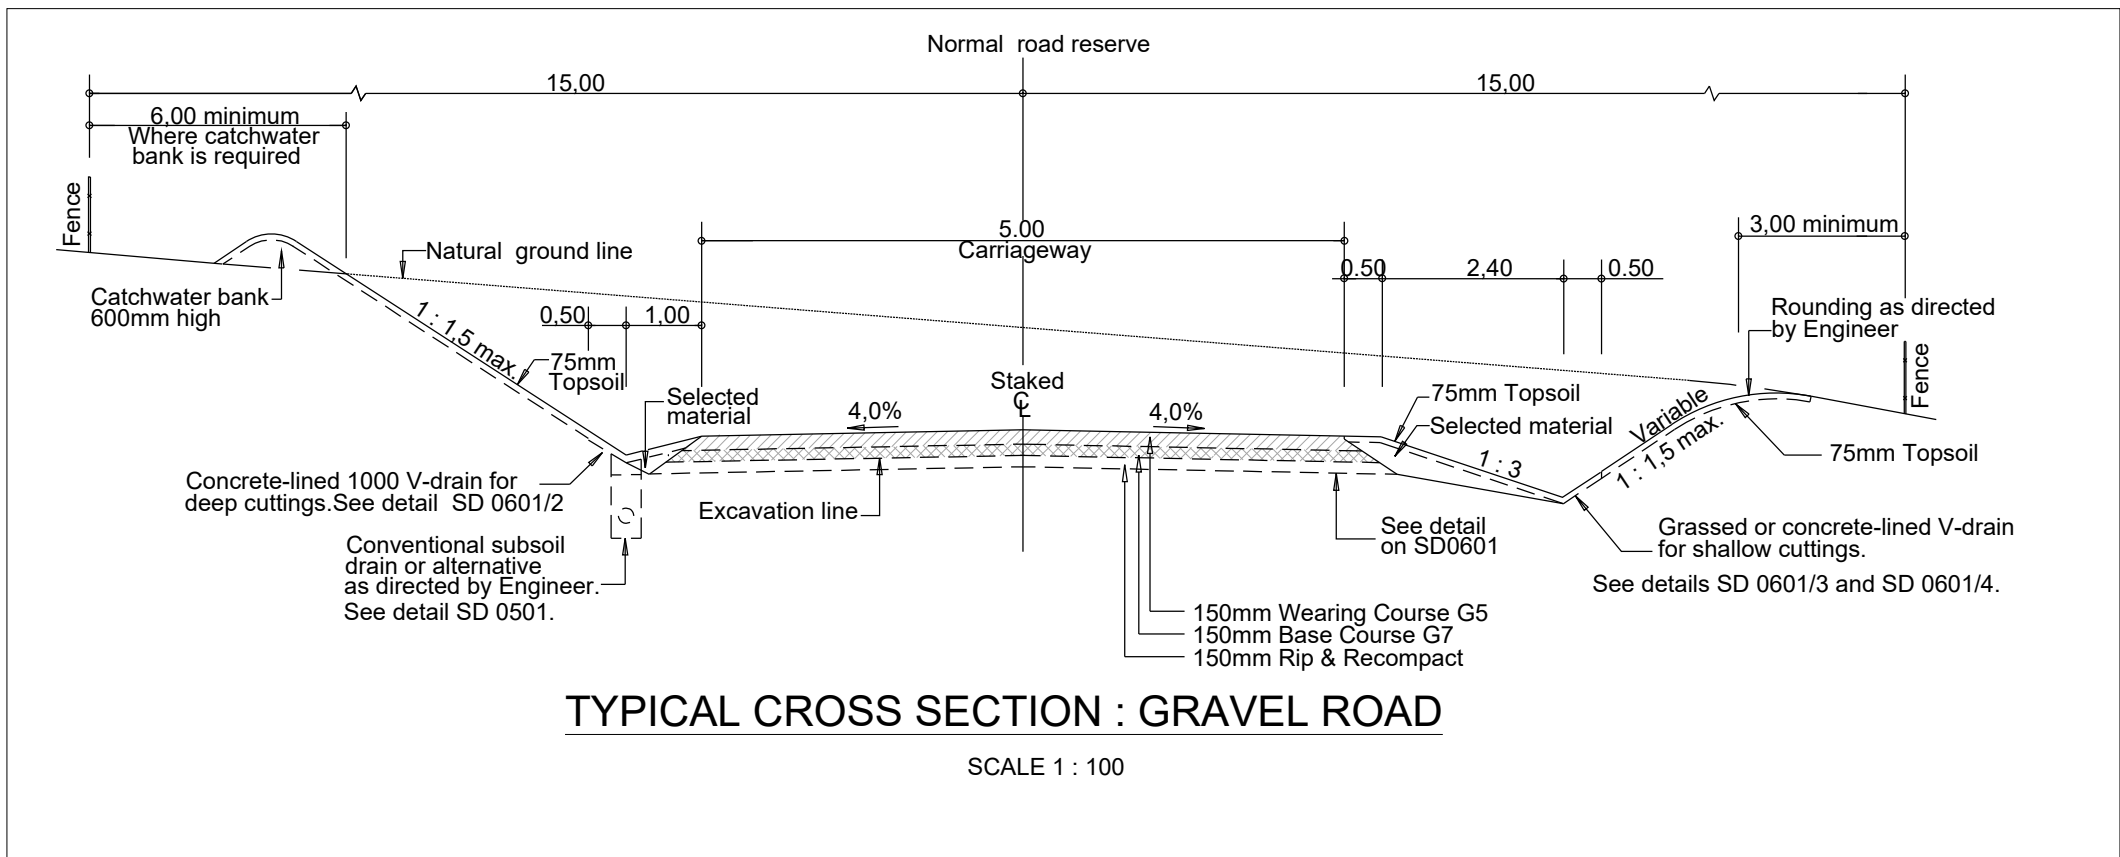 Normal  road reserve
15,00
15,00
6,00 minimum
Where catchwater
bank is required
Fence
Natural  ground line
5.00
Carriageway
3,00 minimum
0.50
2,40
0.50
Catchwater bank
600mm high
0,50
1,00
Rounding as directed
by Engineer
Fence
1 : 1,5 max.
75mm
Topsoil
Selected
material
Staked
CL
4,0%
4,0%
75mm Topsoil
Selected material
1 : 3
Variable
1 : 1,5 max.
75mm Topsoil
Concrete-lined 1000 V-drain for
deep cuttings.See detail  SD 0601/2
Excavation line
See detail
on SD0601
Grassed or concrete-lined V-drain
for shallow cuttings.
See details SD 0601/3 and SD 0601/4.
Conventional subsoil
drain or alternative
as directed by Engineer.
See detail SD 0501.
150mm Wearing Course G5
150mm Base Course G7
150mm Rip & Recompact
TYPICAL CROSS SECTION : GRAVEL ROAD
SCALE 1 : 100